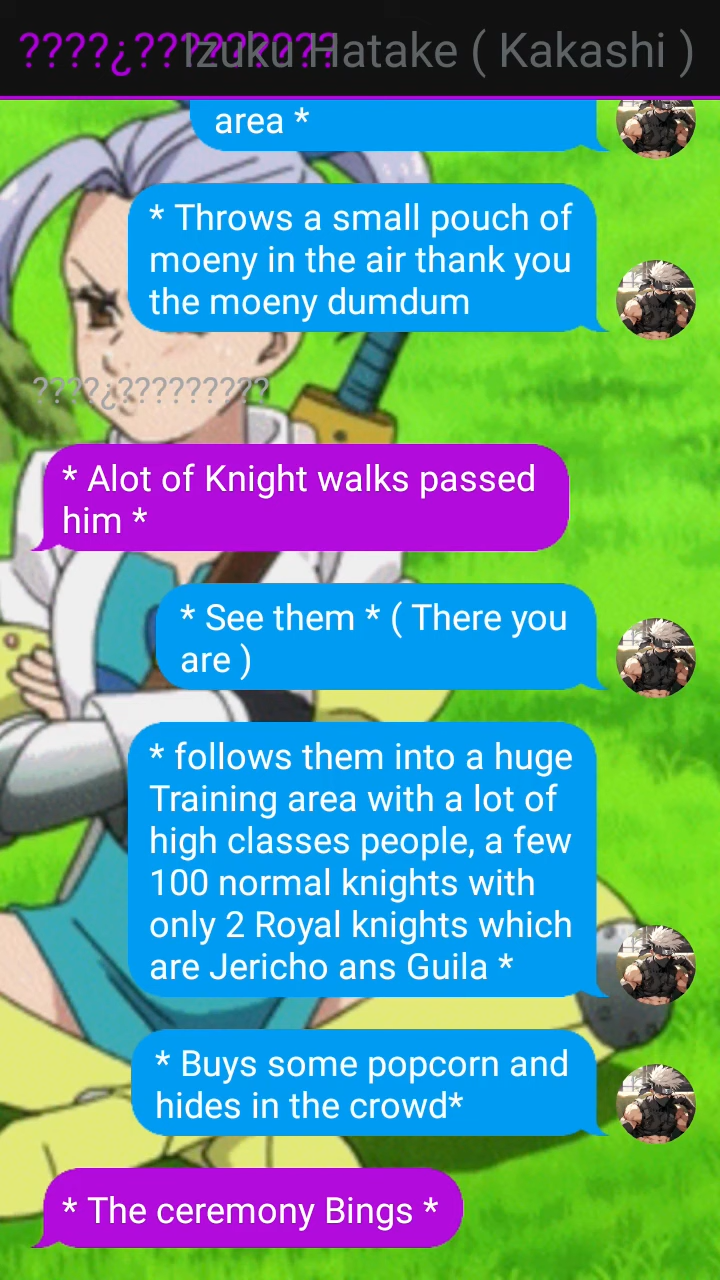 ????¿?????????
Izuku Hatake ( Kakashi )
area *
* Throws a small pouch of
moeny in the air thank you
the moeny dumdum
????¿?????????
* Alot of Knight walks passed
him *
* See them * ( There you
are )
* follows them into a huge
Training area with a lot of
high classes people, a few
100 normal knights with
only 2 Royal knights which
are Jericho ans Guila *
* Buys some popcorn and
hides in the crowd*
* The ceremony Bings *